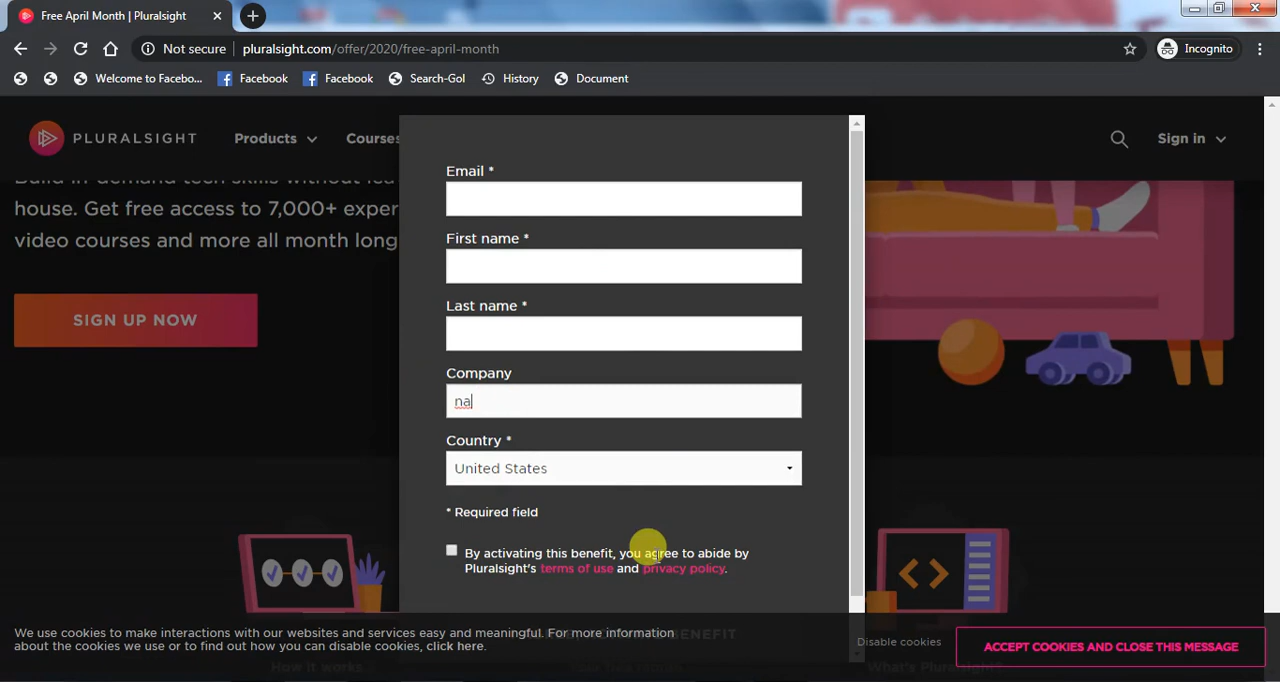 Free April Month | Pluralsight
Not secure pluralsight.com/offer/2020/free-april-month
Incognito
Welcome to Facebo... Facebook Facebook Search-Gol History Document
PLURALSIGHT Products Courses Sign in
house. Get free access to 7,000+ exper
video courses and more all month long
SIGN UP NOW
Email *
First name *
Last name *
Company
na
Country *
United States
* Required field
By activating this benefit, you agree to abide by
Pluralsight's terms of use and privacy policy.
We use cookies to make interactions with our websites and services easy and meaningful. For more information
about the cookies we use or to find out how you can disable cookies, click here.
Disable cookies
ACCEPT COOKIES AND CLOSE THIS MESSAGE
How it works